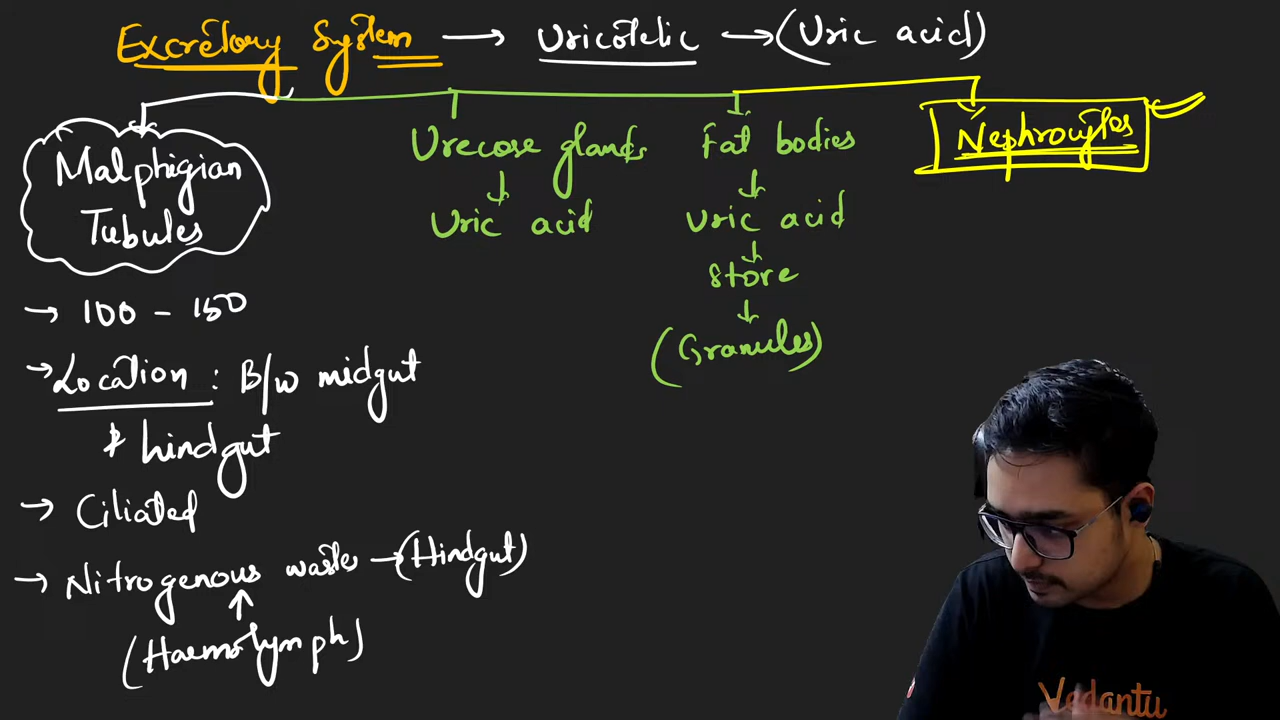 Excretory System → Uricotelic → (Uric acid)
Malphigian
Tubules
→ 100 - 150
→ Location : B/w midgut
& hindgut
→ Ciliated
→ Nitrogenous waste → (Hindgut)
↑
(Haemolymph)
Urecose glands
↓
Uric acid
Fat bodies
↓
Uric acid
↓
Store
↓
(Granules)
Nephrocytes
Vedantu